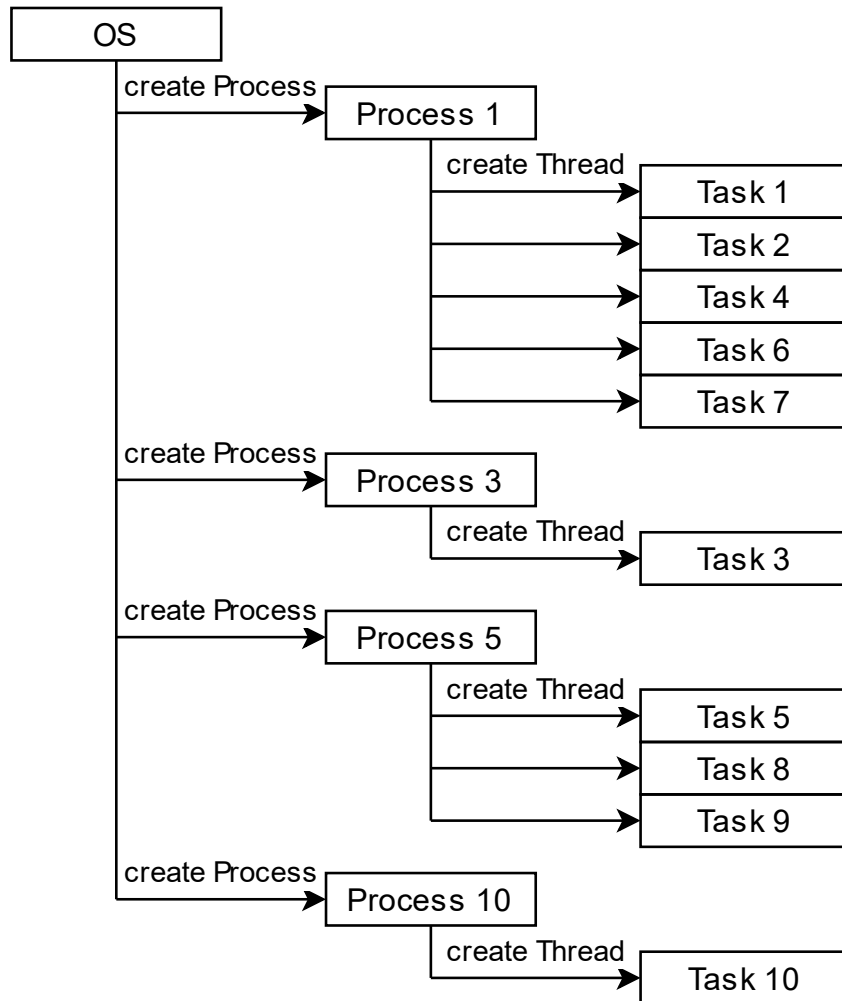 OS
create Process
Process 1
create Thread
Task 1
Task 2
Task 4
Task 6
Task 7
create Process
Process 3
create Thread
Task 3
create Process
Process 5
create Thread
Task 5
Task 8
Task 9
create Process
Process 10
create Thread
Task 10